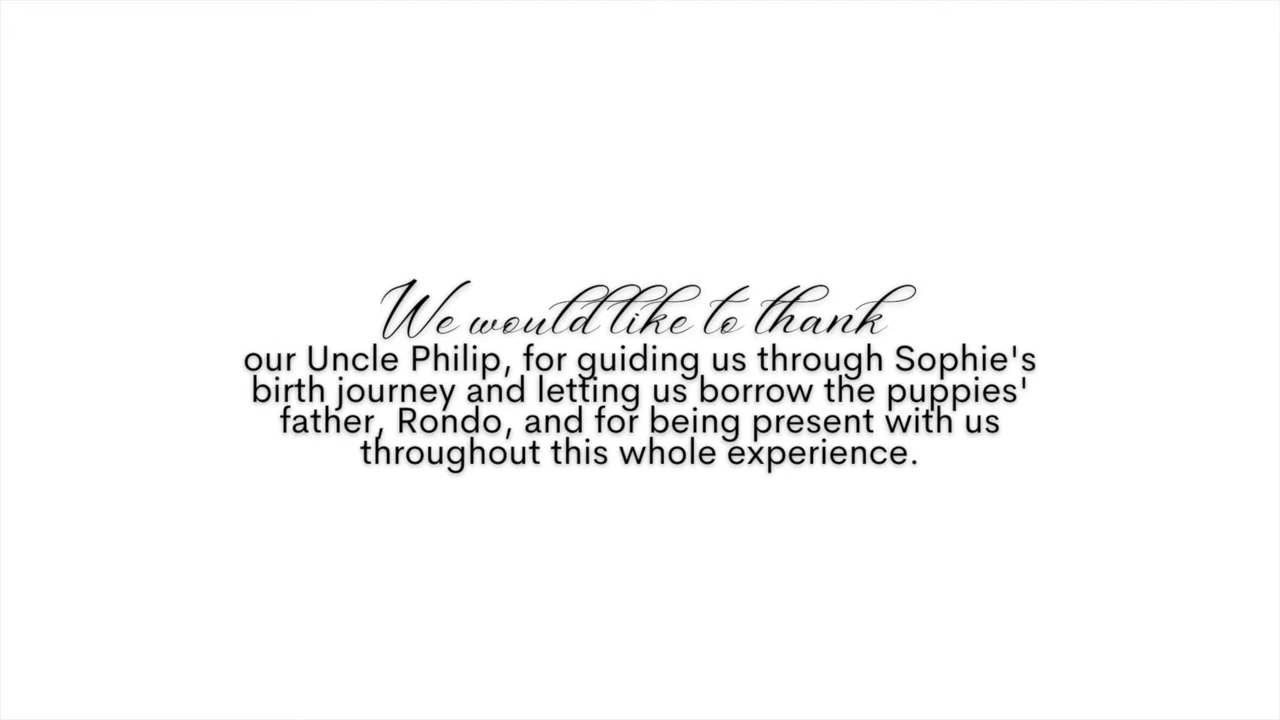 We would like to thank
our Uncle Philip, for guiding us through Sophie's
birth journey and letting us borrow the puppies'
father, Rondo, and for being present with us
throughout this whole experience.